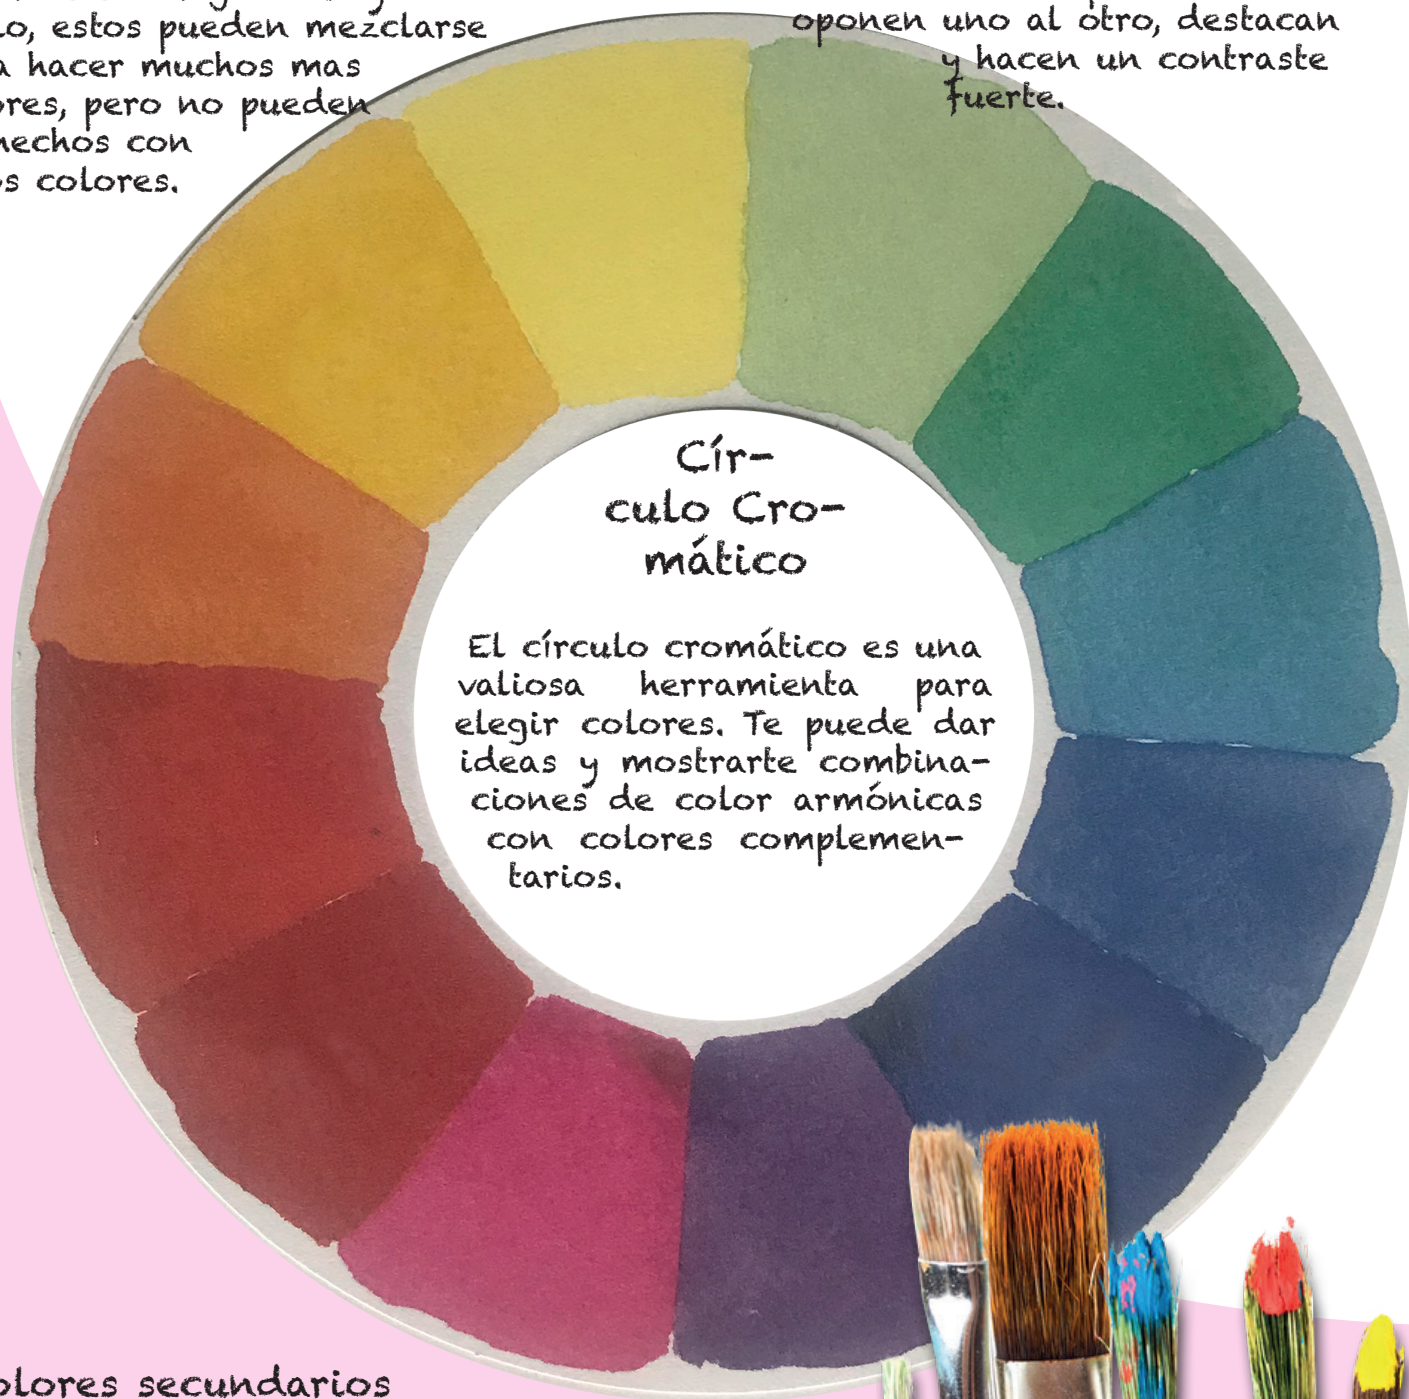 estos pueden mezclarse
hacer muchos mas
pero no pueden
hechos con
colores.
oponen uno al otro, destacan
y hacen un contraste
fuerte.
Cír-
culo Cro-
mático
El círculo cromático es una
valiosa herramienta para
elegir colores. Te puede dar
ideas y mostrarte combina-
ciones de color armónicas
con colores complemen-
tarios.
olores secundarios